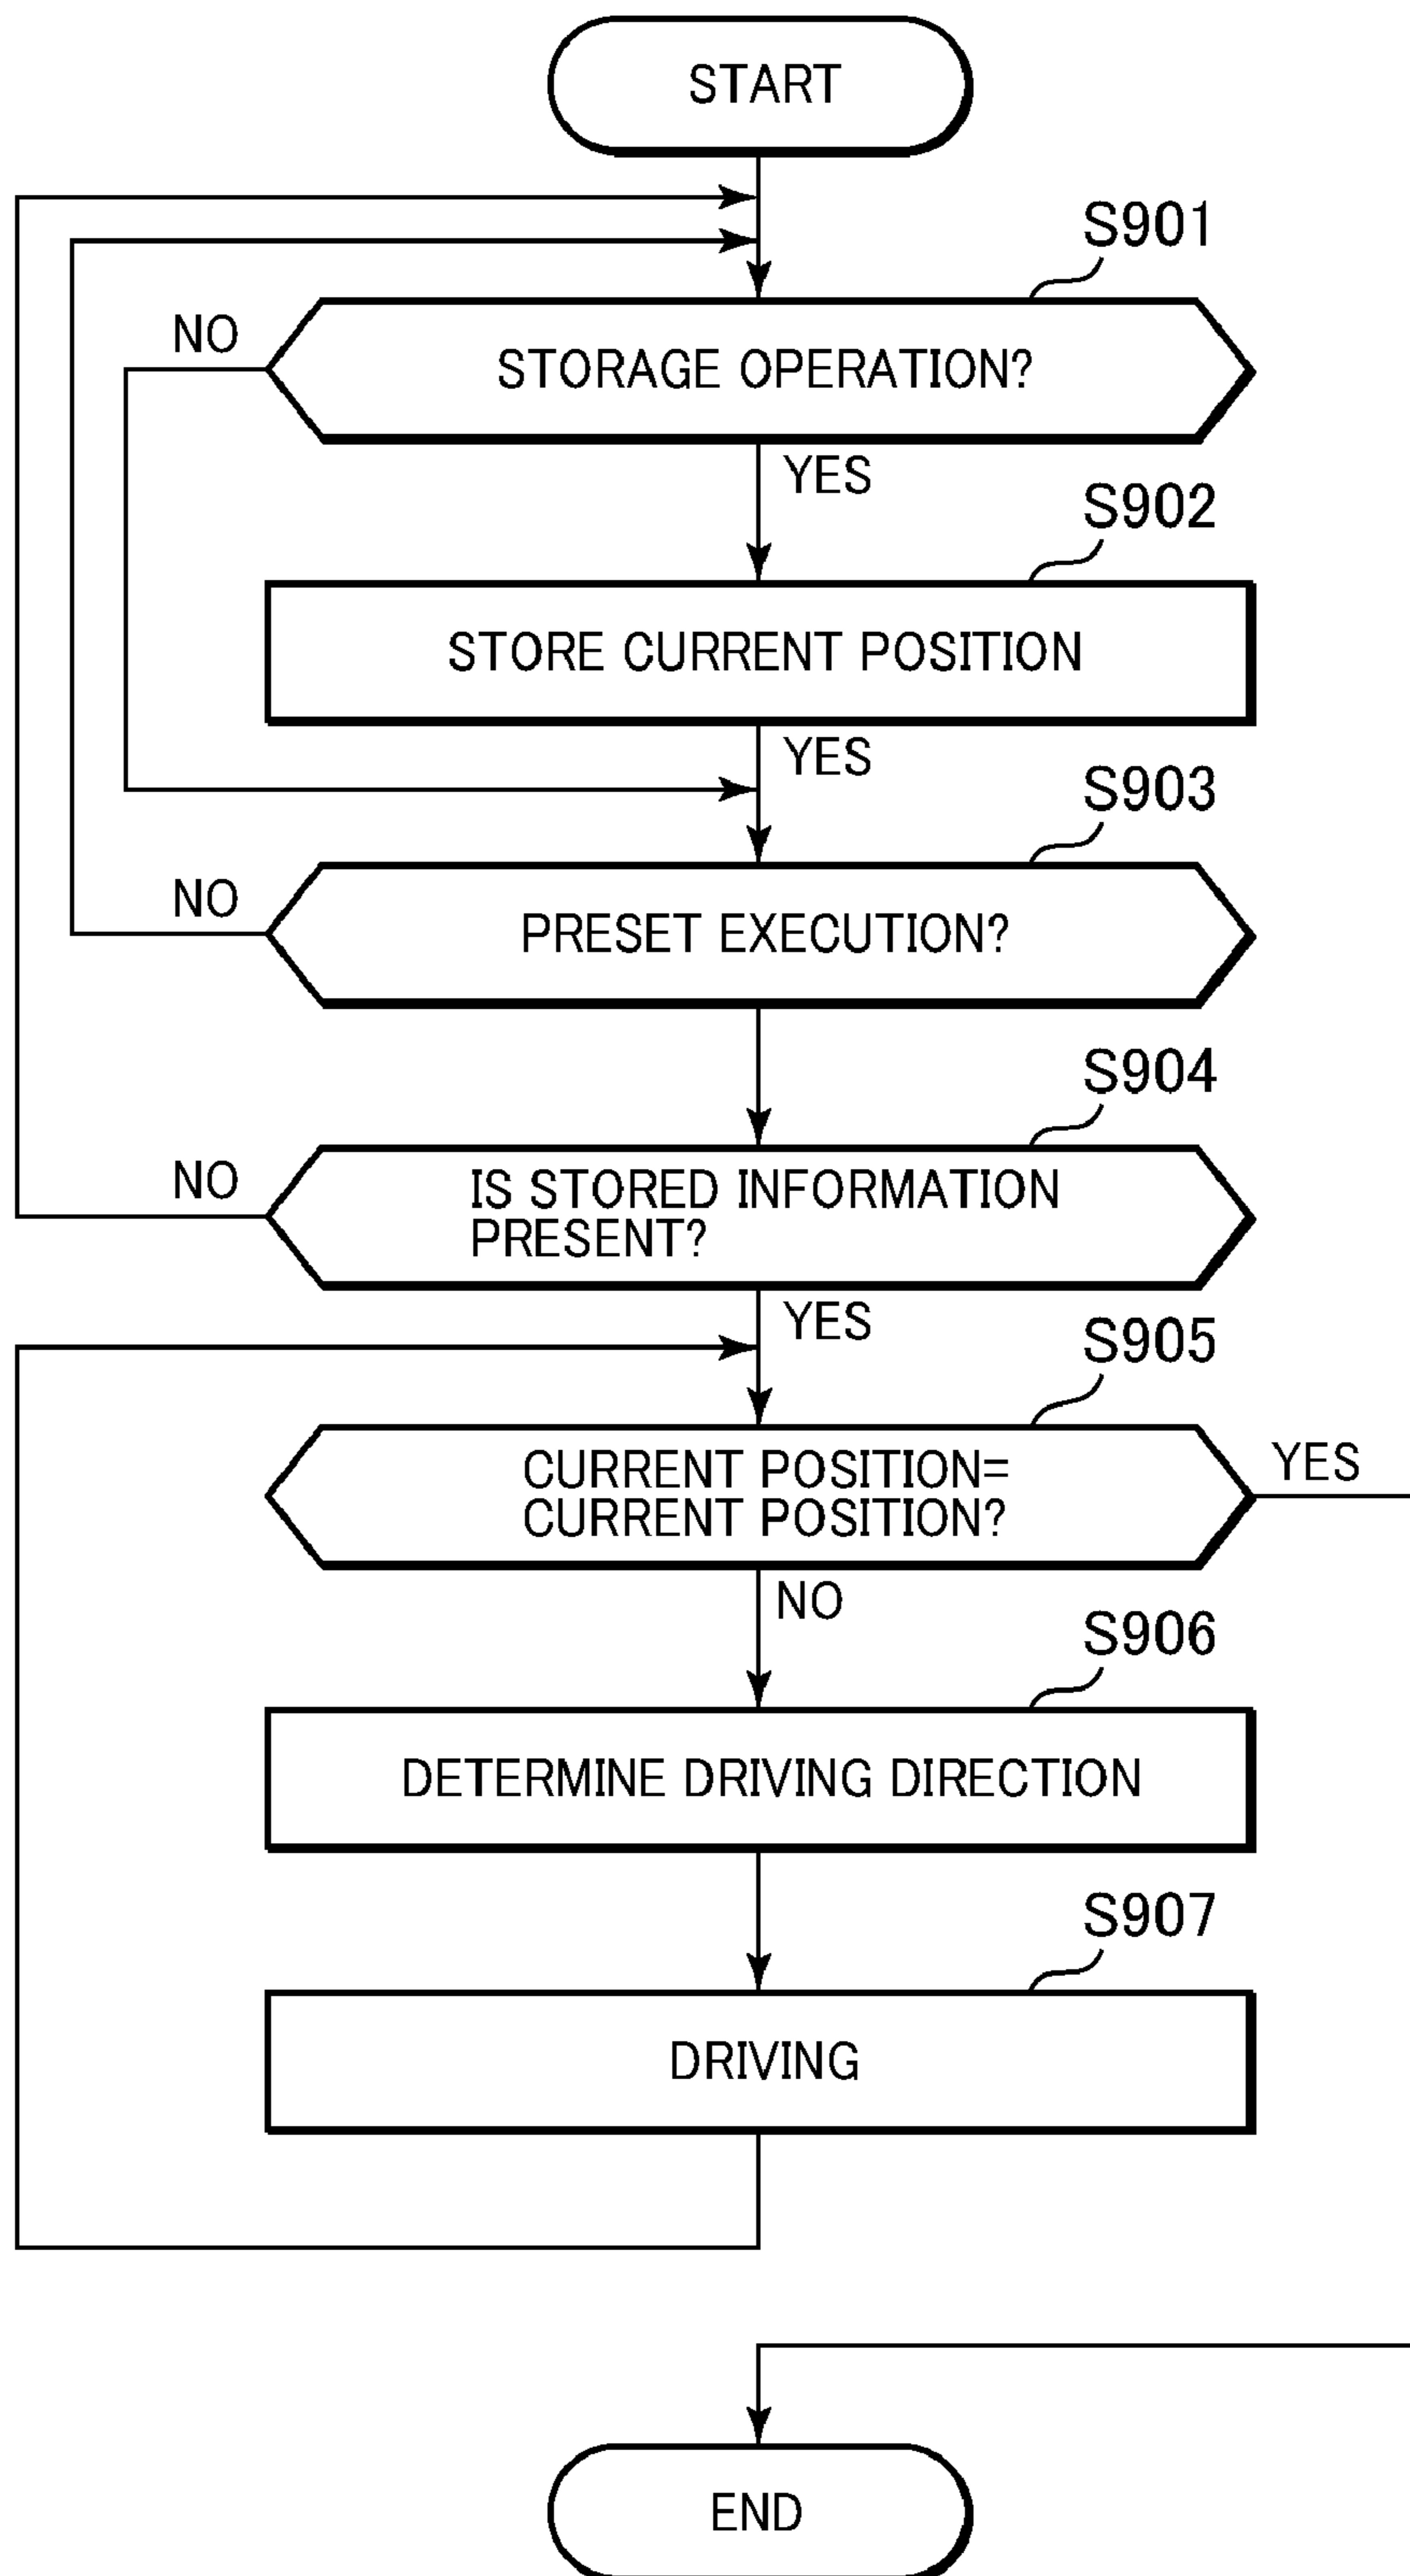 START
S901
NO
STORAGE OPERATION?
YES
S902
STORE CURRENT POSITION
YES
S903
NO
PRESET EXECUTION?
S904
NO
IS STORED INFORMATION
PRESENT?
YES
S905
CURRENT POSITION=
CURRENT POSITION?
YES
NO
S906
DETERMINE DRIVING DIRECTION
S907
DRIVING
END